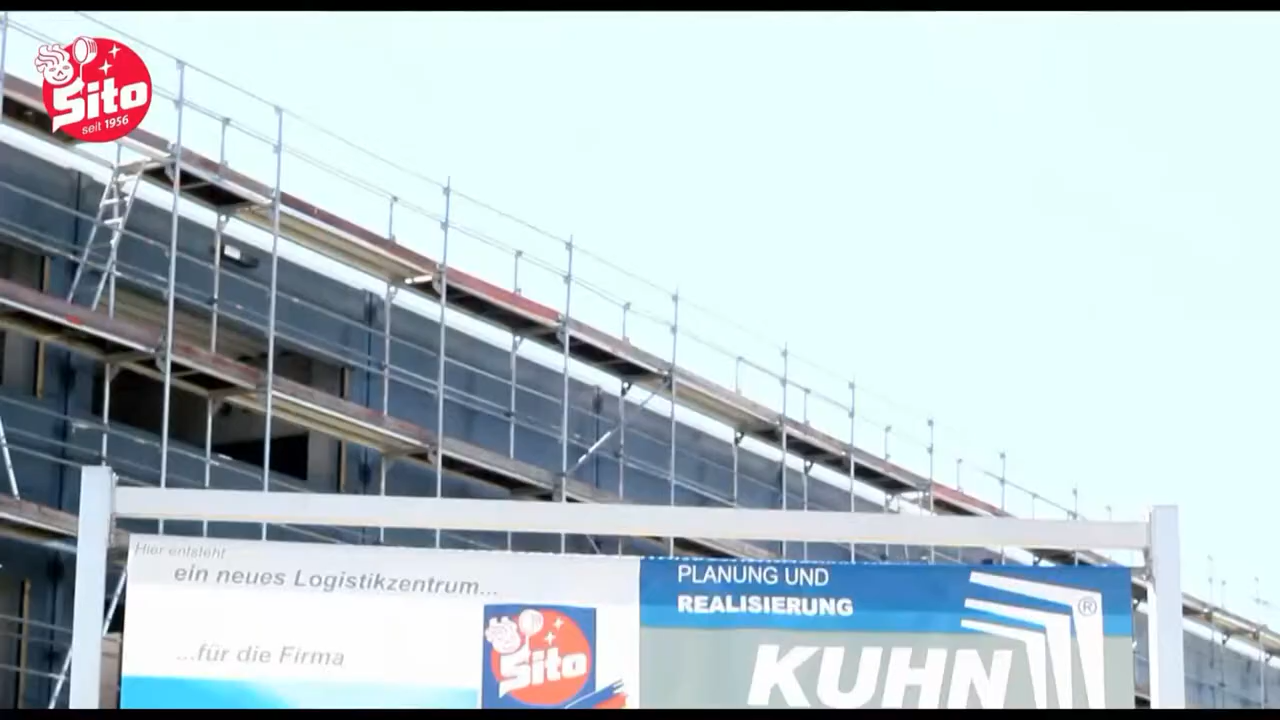 Sito
seit 1956
Hier entsteht
ein neues Logistikzentrum...
...für die Firma
Sito
PLANUNG UND
REALISIERUNG
®
KUHN